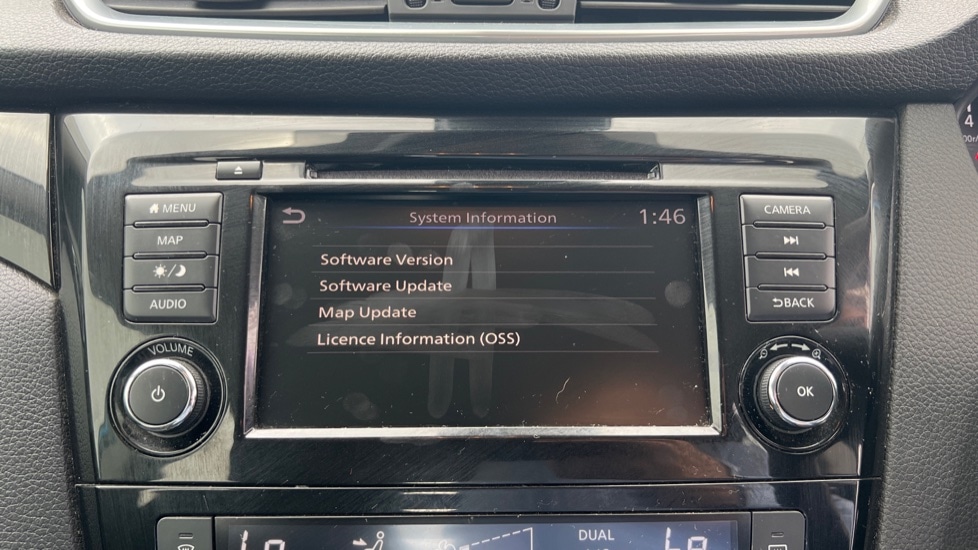 MENU
MAP
AUDIO
VOLUME
System Information
1:46
Software Version
Software Update
Map Update
Licence Information (OSS)
CAMERA
BACK
OK
4
DUAL